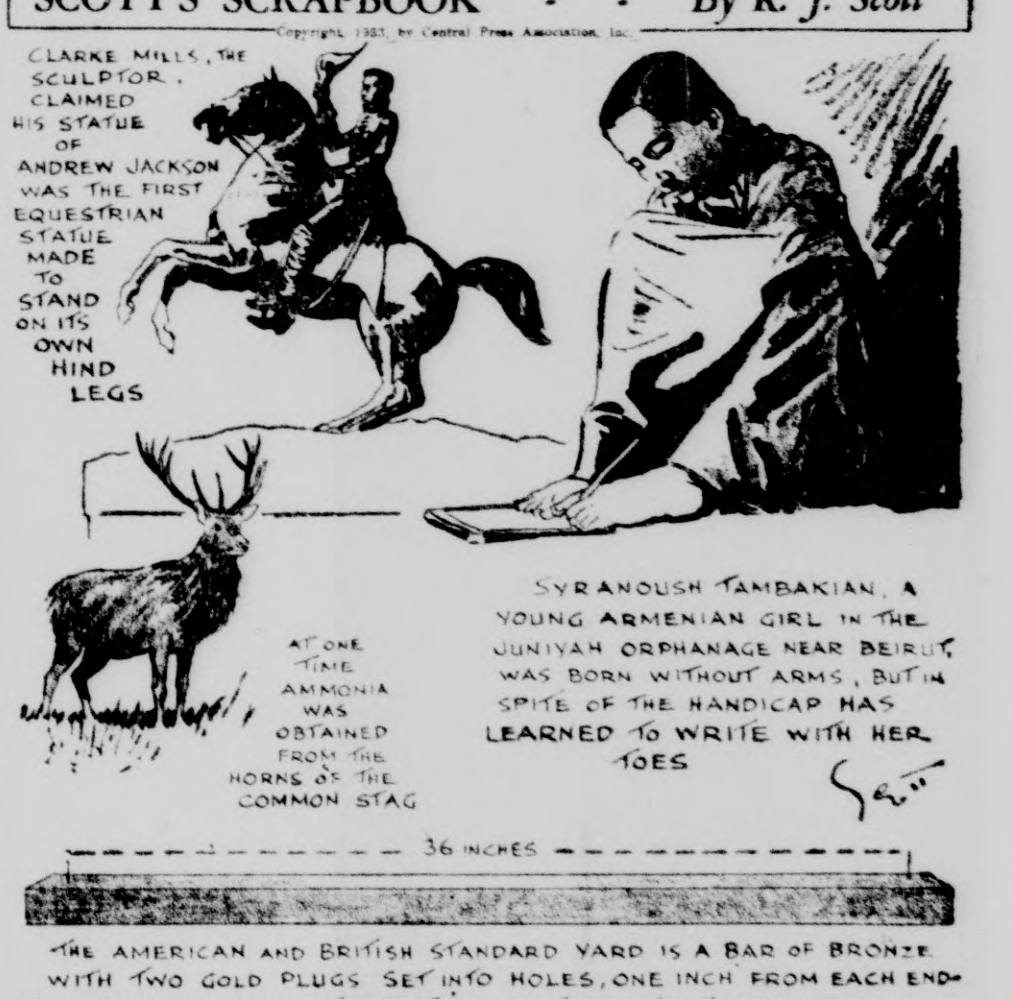 SCOTT'S SCRAPBOOK - - By R. J. Scott
Copyright, 1933, by Central Press Association, Inc.
CLARKE MILLS, THE
SCULPTOR,
CLAIMED
HIS STATUE
OF
ANDREW JACKSON
WAS THE FIRST
EQUESTRIAN
STATUE
MADE
TO
STAND
ON ITS
OWN
HIND
LEGS
SYRANOUSH TAMBAKIAN, A
YOUNG ARMENIAN GIRL IN THE
JUNIYAH ORPHANAGE NEAR BEIRUT,
WAS BORN WITHOUT ARMS, BUT IN
SPITE OF THE HANDICAP HAS
LEARNED TO WRITE WITH HER
TOES
Scott
AT ONE
TIME
AMMONIA
WAS
OBTAINED
FROM THE
HORNS OF THE
COMMON STAG
36 INCHES
THE AMERICAN AND BRITISH STANDARD YARD IS A BAR OF BRONZE
WITH TWO GOLD PLUGS SET INTO HOLES, ONE INCH FROM EACH END-